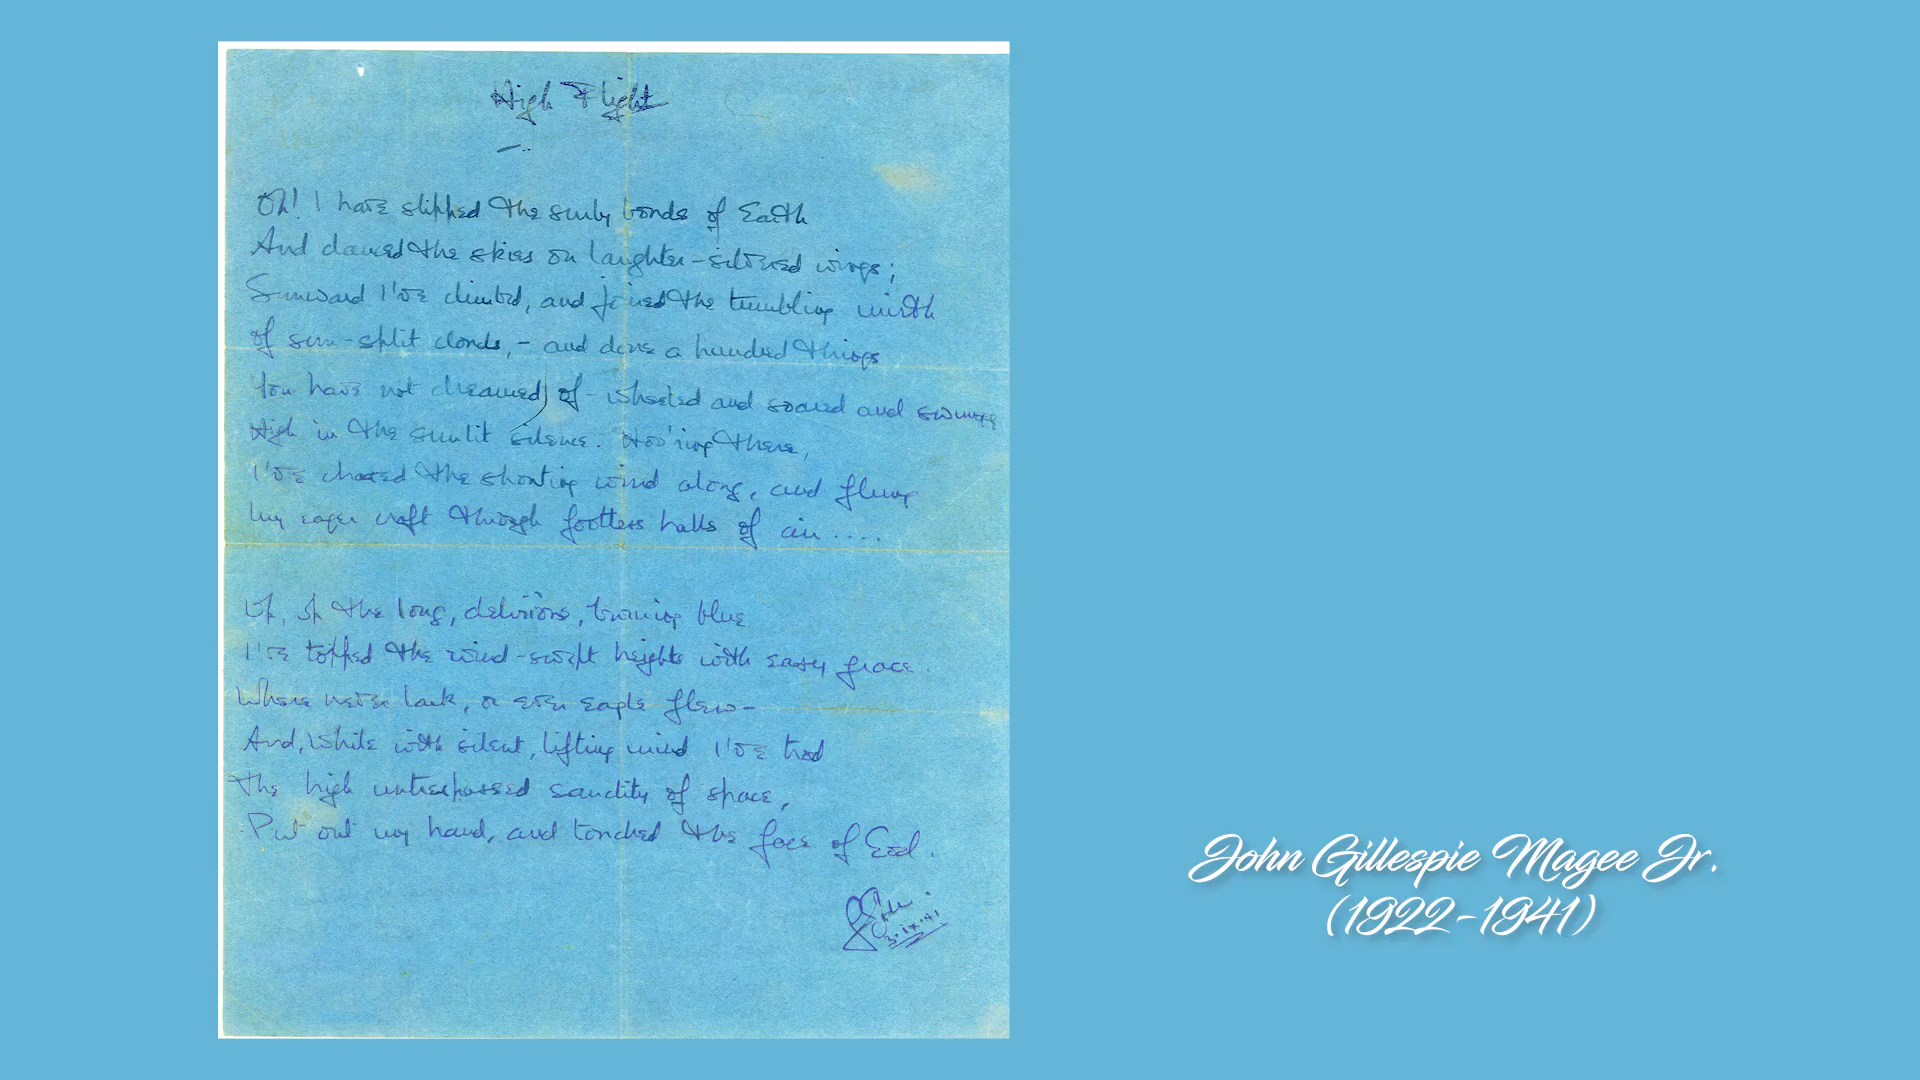 High Flight
Oh! I have slipped the surly bonds of Earth
And danced the skies on laughter-silvered wings;
Sunward I've climbed, and joined the tumbling mirth
of sun-split clouds, - and done a hundred things
You have not dreamed of - wheeled and soared and swung
High in the sunlit silence. Hov'ring there,
I've chased the shouting wind along, and flung
My eager craft through footless halls of air....
Up, up the long, delirious, burning blue
I've topped the wind-swept heights with easy grace.
Where never lark, or ever eagle flew-
And, while with silent, lifting mind I've trod
The high untrespassed sanctity of space,
Put out my hand, and touched the face of God.
3.IX.41
John Gillespie Magee Jr.
(1922-1941)